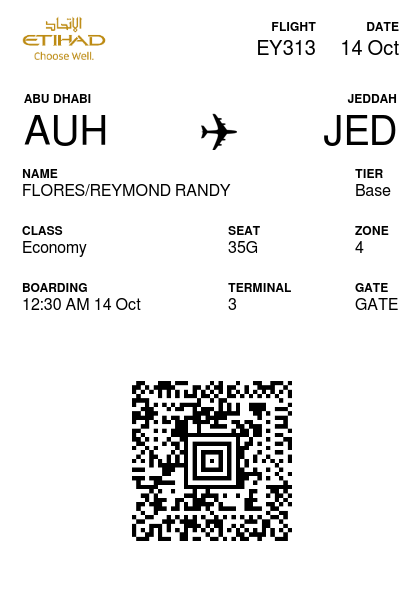 الإتحاد
ETIHAD
Choose Well.
FLIGHT DATE
EY313 14 Oct
ABU DHABI JEDDAH
AUH JED
NAME TIER
FLORES/REYMOND RANDY Base
CLASS SEAT ZONE
Economy 35G 4
BOARDING TERMINAL GATE
12:30 AM 14 Oct 3 GATE